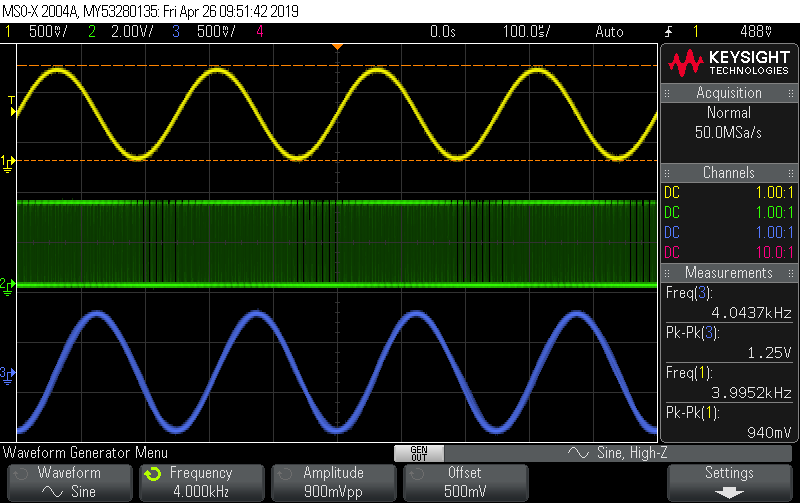 MSO-X 2004A, MY53280135: Fri Apr 26 09:51:42 2019
1 500℧/ 2 2.00V/ 3 500℧/ 4 0.0s 100.0㎲/ Auto 1 488℧
KEYSIGHT
TECHNOLOGIES
Acquisition
Normal
50.0MSa/s
Channels
DC 1.00:1
DC 1.00:1
DC 1.00:1
DC 10.0:1
Measurements
Freq(3):
4.0437kHz
Pk-Pk(3):
1.25V
Freq(1):
3.9952kHz
Pk-Pk(1):
940mV
T
1
2
3
Waveform Generator Menu
GEN
OUT
Sine, High-Z
Waveform
Sine
Frequency
4.000kHz
Amplitude
900mVpp
Offset
500mV
Settings